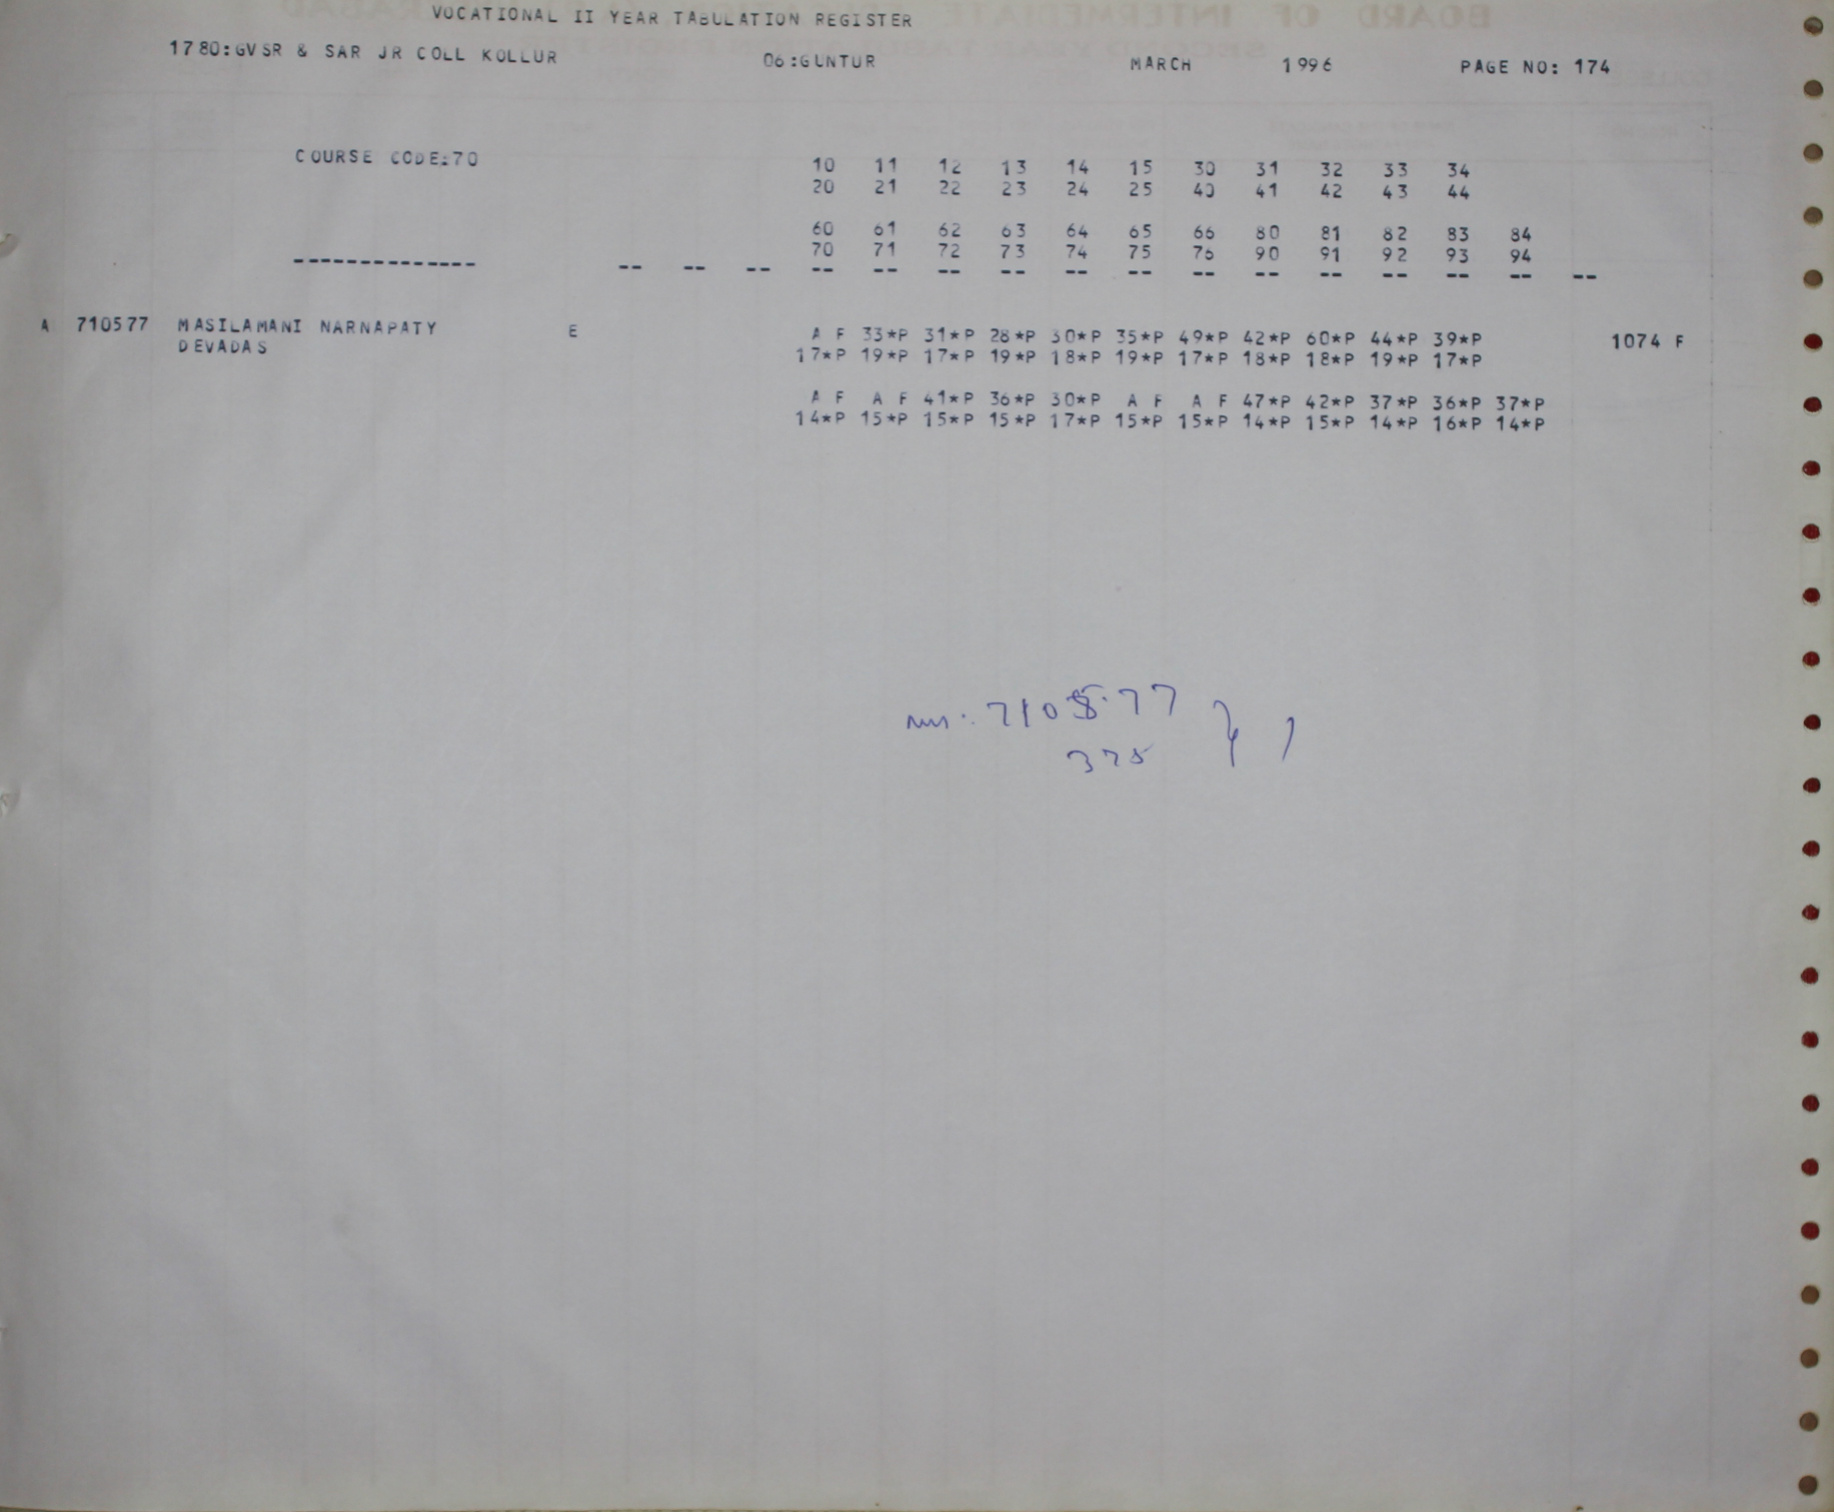 VOCATIONAL II YEAR TABULATION REGISTER
1780:GVSR & SAR JR COLL KOLLUR 06:GUNTUR MARCH 1996 PAGE NO: 174
COURSE CODE:70 10 11 12 13 14 15 30 31 32 33 34
20 21 22 23 24 25 40 41 42 43 44
60 61 62 63 64 65 66 80 81 82 83 84
70 71 72 73 74 75 76 90 91 92 93 94
-------------- -- -- -- -- -- -- -- -- -- -- -- -- -- -- -- --
A 710577 MASILAMANI NARNAPATY E A F 33*P 31*P 28*P 30*P 35*P 49*P 42*P 60*P 44*P 39*P 1074 F
DEVADAS 17*P 19*P 17*P 19*P 18*P 19*P 17*P 18*P 18*P 19*P 17*P
A F A F 41*P 36*P 30*P A F A F 47*P 42*P 37*P 36*P 37*P
14*P 15*P 15*P 15*P 17*P 15*P 15*P 14*P 15*P 14*P 16*P 14*P
710577
375